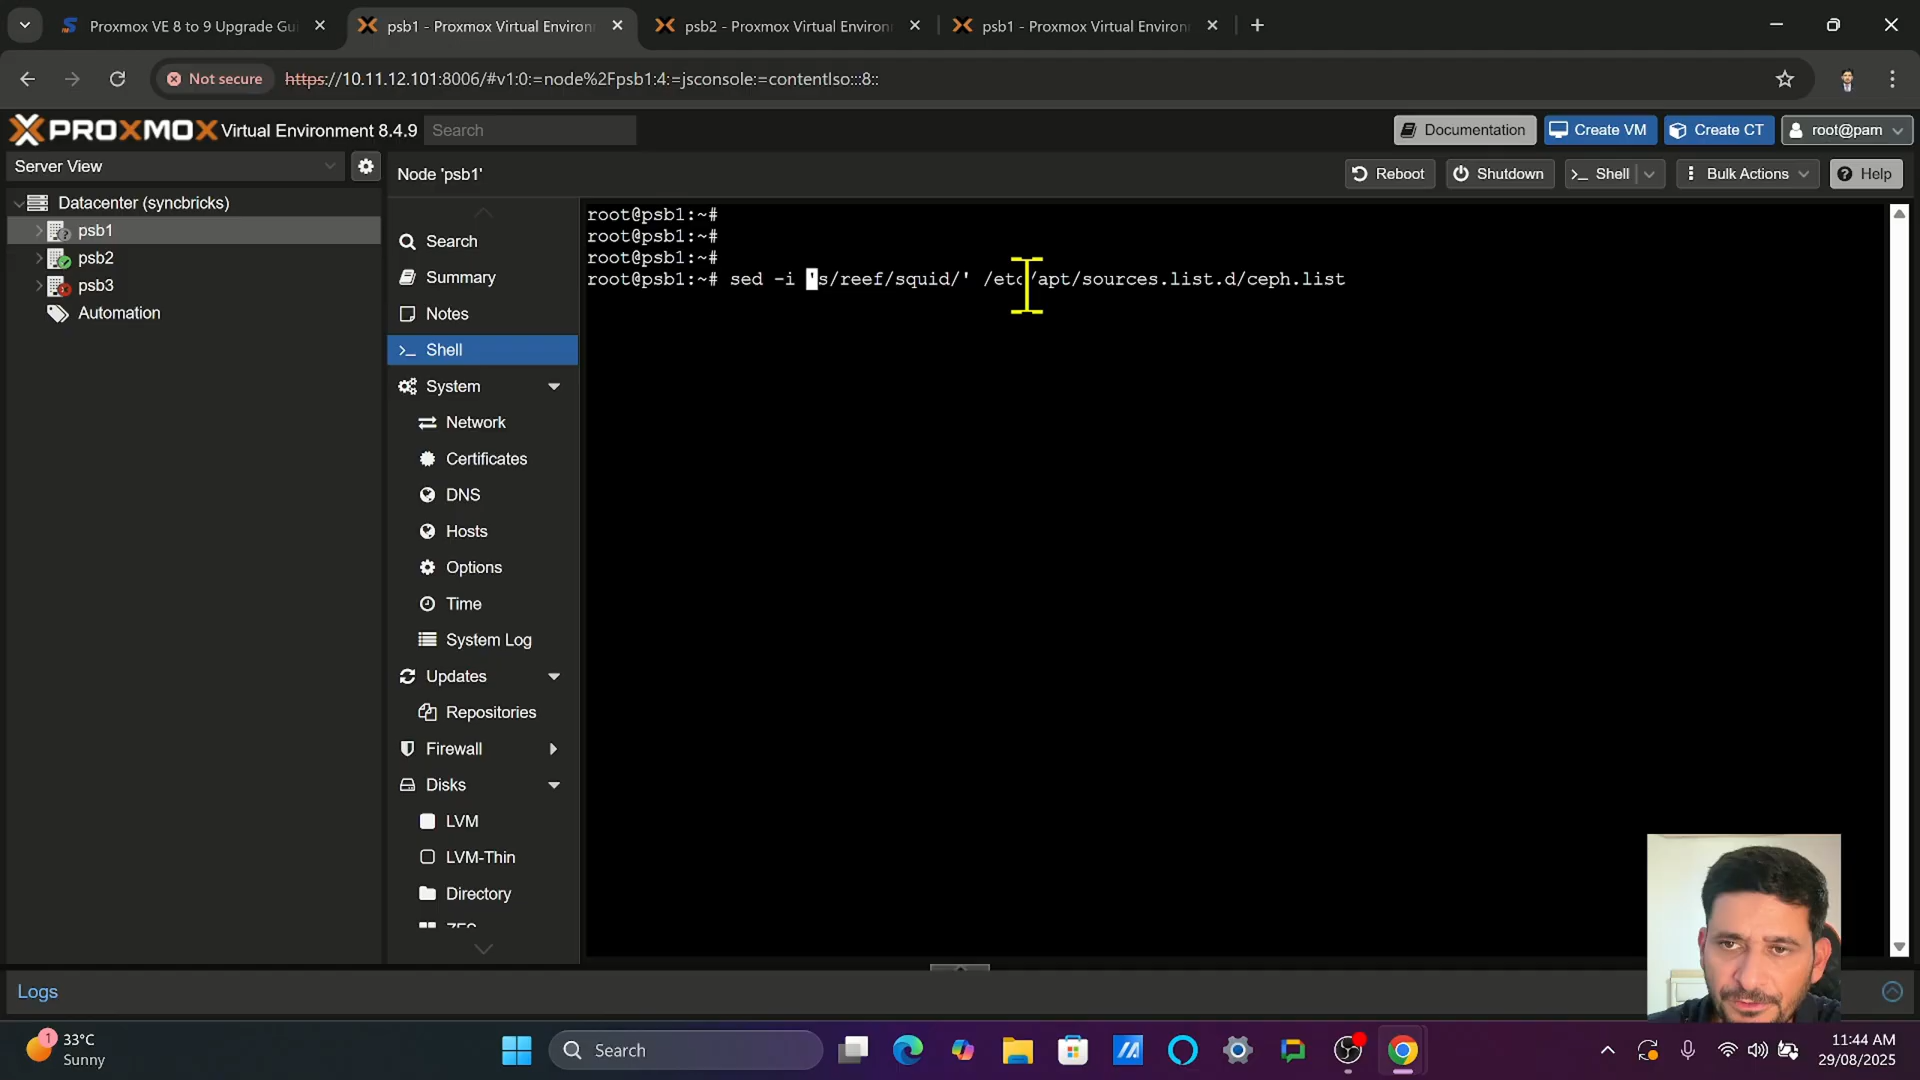 Proxmox VE 8 to 9 Upgrade Gui
psb1 - Proxmox Virtual Environ
psb2 - Proxmox Virtual Environ
psb1 - Proxmox Virtual Environ
Not secure
https://10.11.12.101:8006/#v1:0:=node%2Fpsb1:4:=jsconsole:=contentIso:::8::
PROXMOX Virtual Environment 8.4.9
Search
Documentation
Create VM
Create CT
root@pam
Server View
Node 'psb1'
Reboot
Shutdown
>_ Shell
Bulk Actions
Help
Datacenter (syncbricks)
psb1
psb2
psb3
Automation
Search
Summary
Notes
>_ Shell
System
Network
Certificates
DNS
Hosts
Options
Time
System Log
Updates
Repositories
Firewall
Disks
LVM
LVM-Thin
Directory
ZFS
root@psb1:~#
root@psb1:~#
root@psb1:~#
root@psb1:~# sed -i 's/reef/squid/' /etc/apt/sources.list.d/ceph.list
Logs
1
33°C
Sunny
Search
11:44 AM
29/08/2025